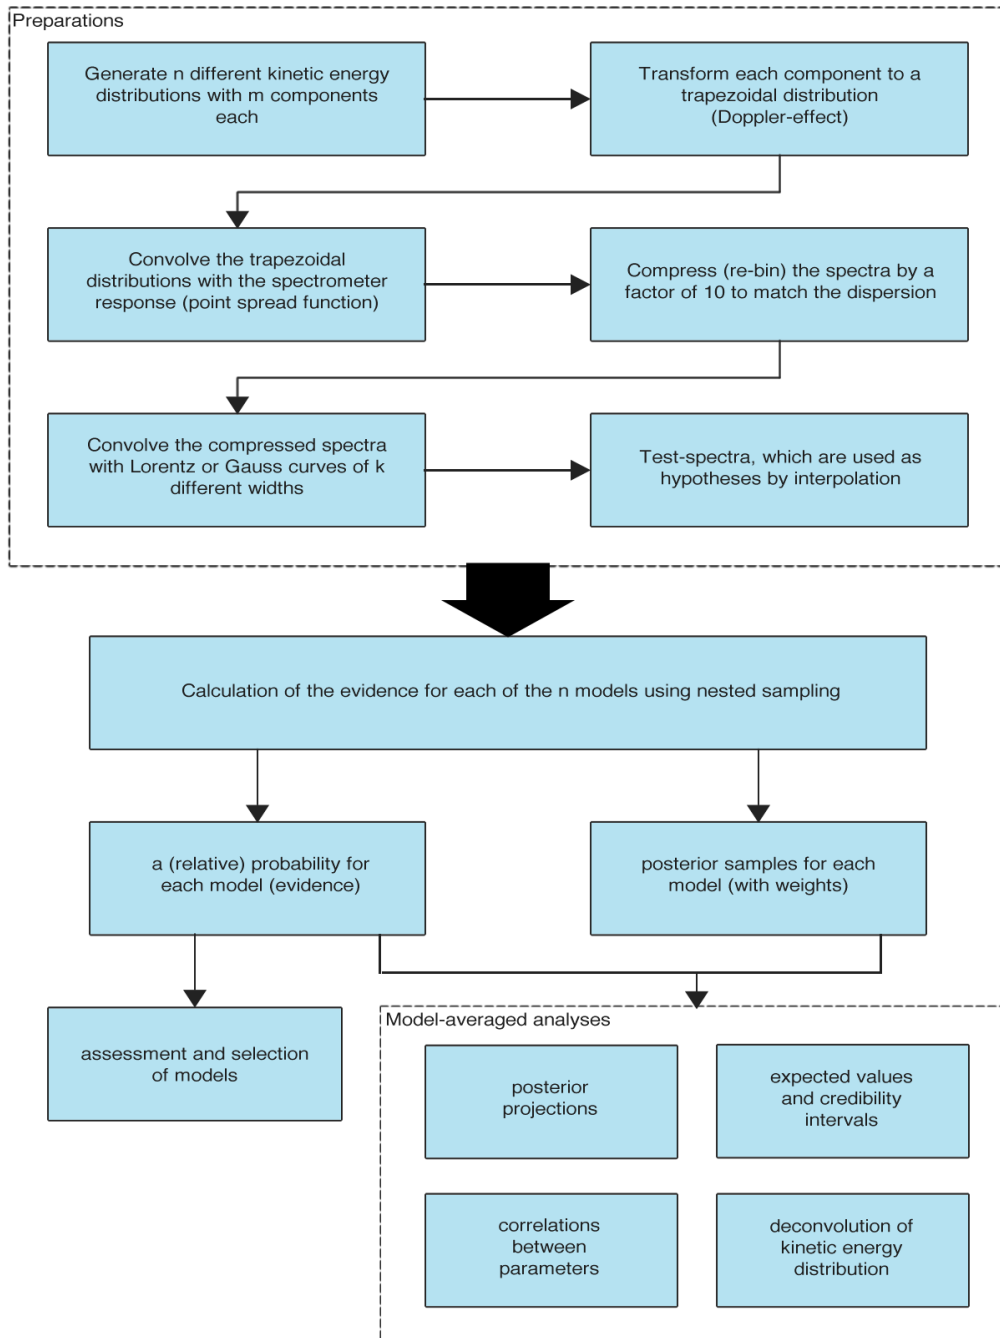 Preparations
Generate n different kinetic energy
distributions with m components
each
Transform each component to a
trapezoidal distribution
(Doppler-effect)
Convolve the trapezoidal
distributions with the spectrometer
response (point spread function)
Compress (re-bin) the spectra by a
factor of 10 to match the dispersion
Convolve the compressed spectra
with Lorentz or Gauss curves of k
different widths
Test-spectra, which are used as
hypotheses by interpolation
Calculation of the evidence for each of the n models using nested sampling
a (relative) probability for
each model (evidence)
posterior samples for each
model (with weights)
assessment and selection
of models
Model-averaged analyses
posterior
projections
expected values
and credibility
intervals
correlations
between
parameters
deconvolution of
kinetic energy
distribution